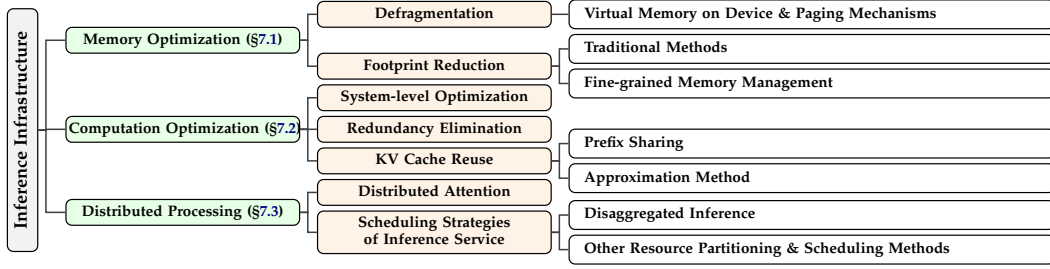 Inference Infrastructure
Memory Optimization (§7.1)
Defragmentation
Virtual Memory on Device & Paging Mechanisms
Footprint Reduction
Traditional Methods
Fine-grained Memory Management
Computation Optimization (§7.2)
System-level Optimization
Redundancy Elimination
KV Cache Reuse
Prefix Sharing
Approximation Method
Distributed Processing (§7.3)
Distributed Attention
Scheduling Strategies
of Inference Service
Disaggregated Inference
Other Resource Partitioning & Scheduling Methods